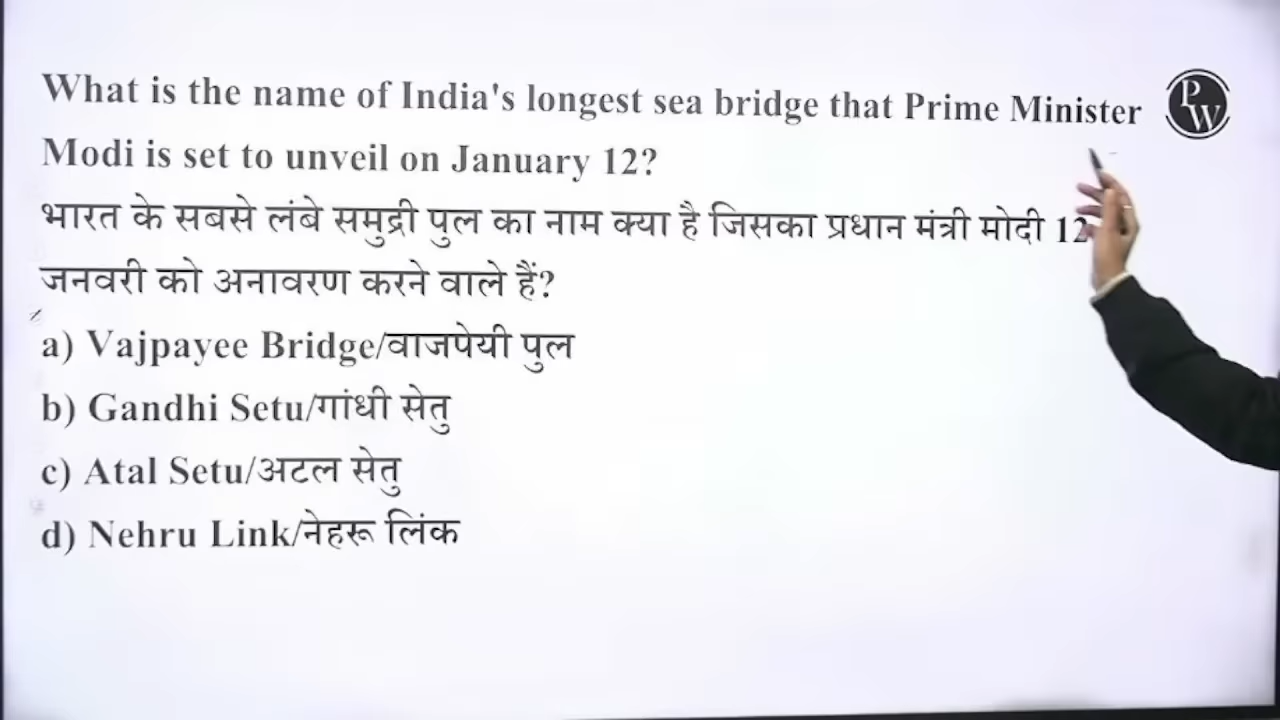 What is the name of India's longest sea bridge that Prime Minister
Modi is set to unveil on January 12?
भारत के सबसे लंबे समुद्री पुल का नाम क्या है जिसका प्रधान मंत्री मोदी 12
जनवरी को अनावरण करने वाले हैं?
a) Vajpayee Bridge/वाजपेयी पुल
b) Gandhi Setu/गांधी सेतु
c) Atal Setu/अटल सेतु
d) Nehru Link/नेहरू लिंक
PW